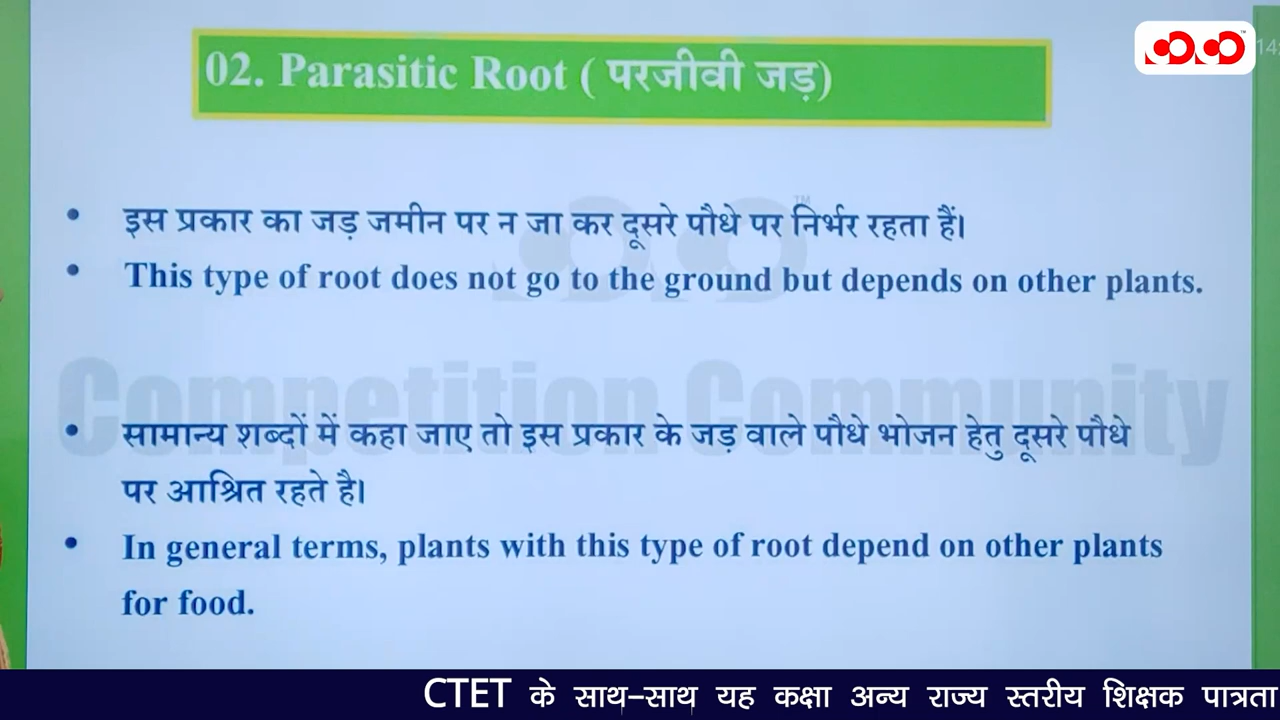 02. Parasitic Root ( परजीवी जड़)
इस प्रकार का जड़ जमीन पर न जा कर दूसरे पौधे पर निर्भर रहता हैं।
This type of root does not go to the ground but depends on other plants.
Competition Community
सामान्य शब्दों में कहा जाए तो इस प्रकार के जड़ वाले पौधे भोजन हेतु दूसरे पौधे
पर आश्रित रहते है।
In general terms, plants with this type of root depend on other plants
for food.
CTET के साथ-साथ यह कक्षा अन्य राज्य स्तरीय शिक्षक पात्रता